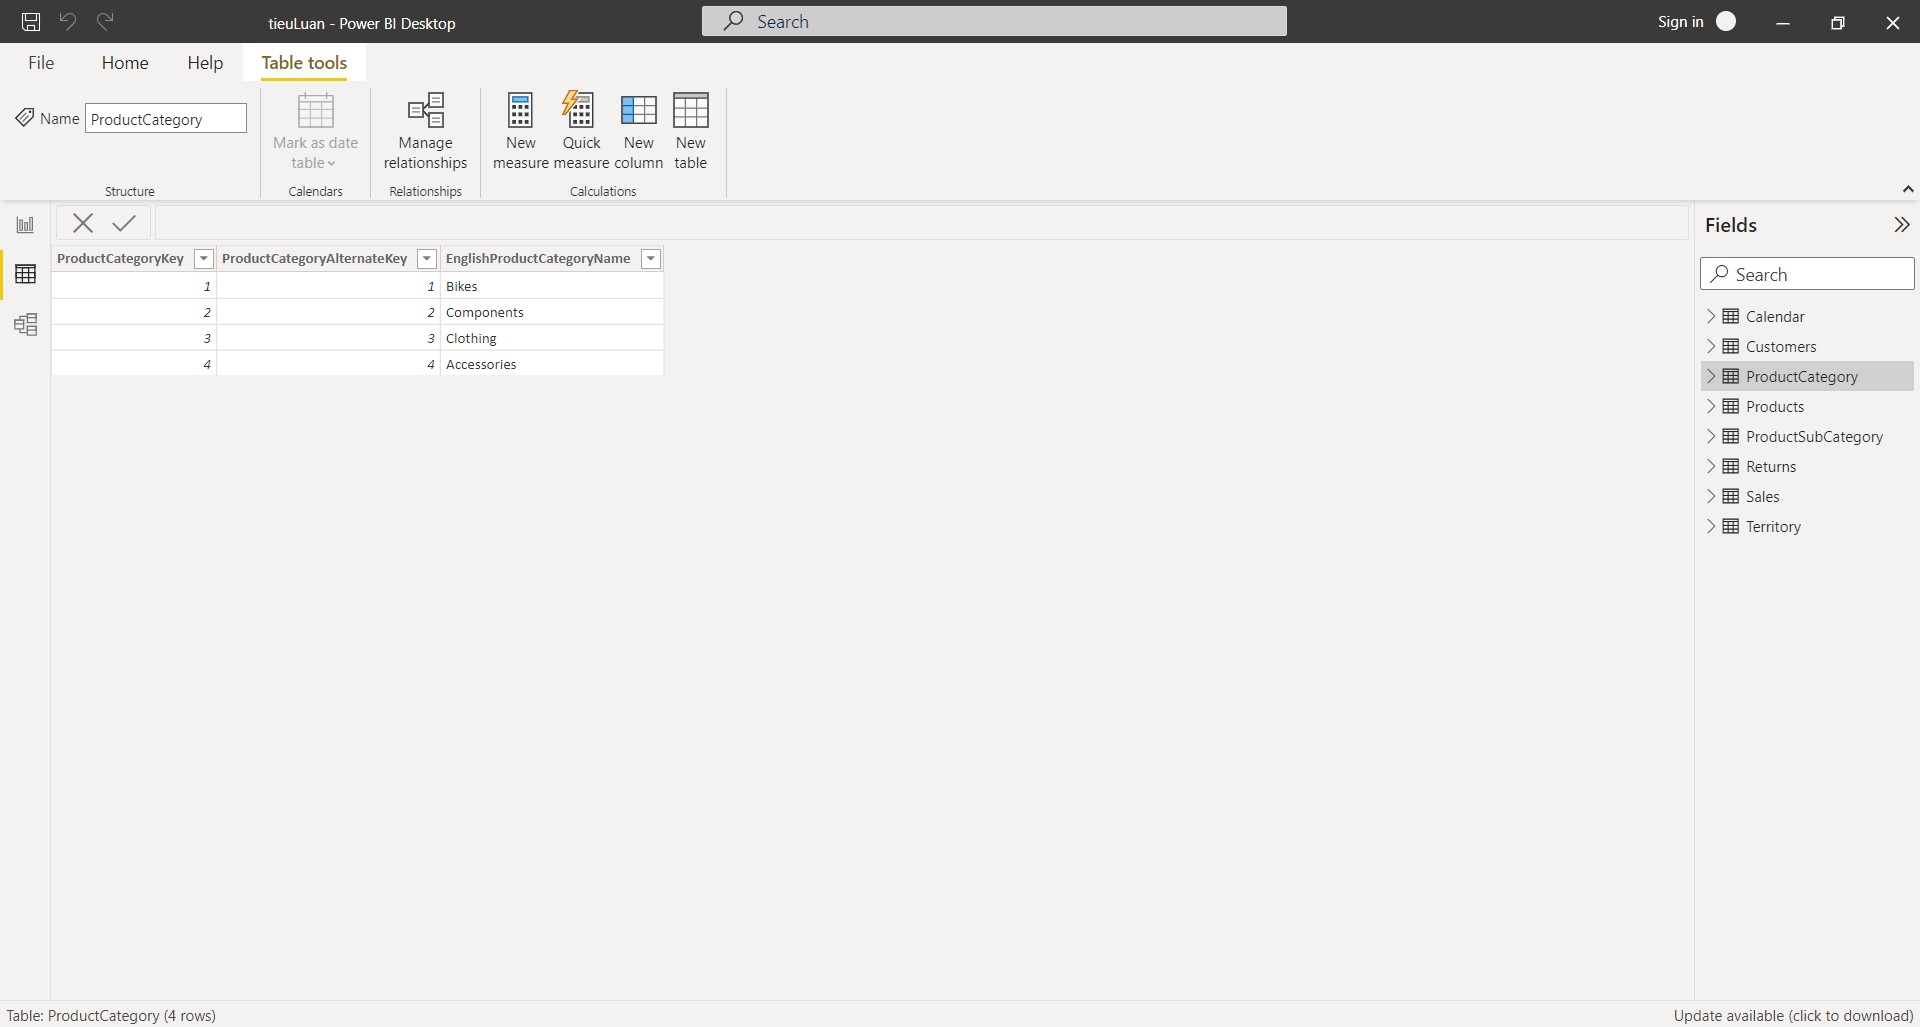 tieuLuan - Power BI Desktop
Search
Sign in
File Home Help Table tools
Name ProductCategory
Mark as date table
Manage relationships
New measure
Quick measure
New column
New table
Structure
Calendars
Relationships
Calculations
ProductCategoryKey ProductCategoryAlternateKey EnglishProductCategoryName
1 1 Bikes
2 2 Components
3 3 Clothing
4 4 Accessories
Fields
Search
Calendar
Customers
ProductCategory
Products
ProductSubCategory
Returns
Sales
Territory
Table: ProductCategory (4 rows)
Update available (click to download)